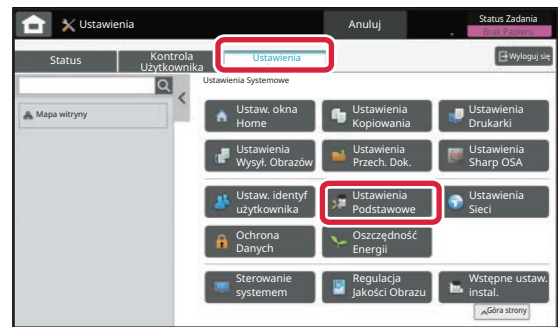 Ustawienia
Anuluj
Status Zadania
Brak Papieru
Status
Kontrola
Użytkownika
Ustawienia
Wyloguj się
Ustawienia Systemowe
Mapa witryny
Ustaw. okna
Home
Ustawienia
Kopiowania
Ustawienia
Drukarki
Ustawienia
Wysył. Obrazów
Ustawienia
Przech. Dok.
Ustawienia
Sharp OSA
Ustaw. identyf
użytkownika
Ustawienia
Podstawowe
Ustawienia
Sieci
Ochrona
Danych
Oszczędność
Energii
Sterowanie
systemem
Regulacja
Jakości Obrazu
Wstępne ustaw.
instal.
Góra strony